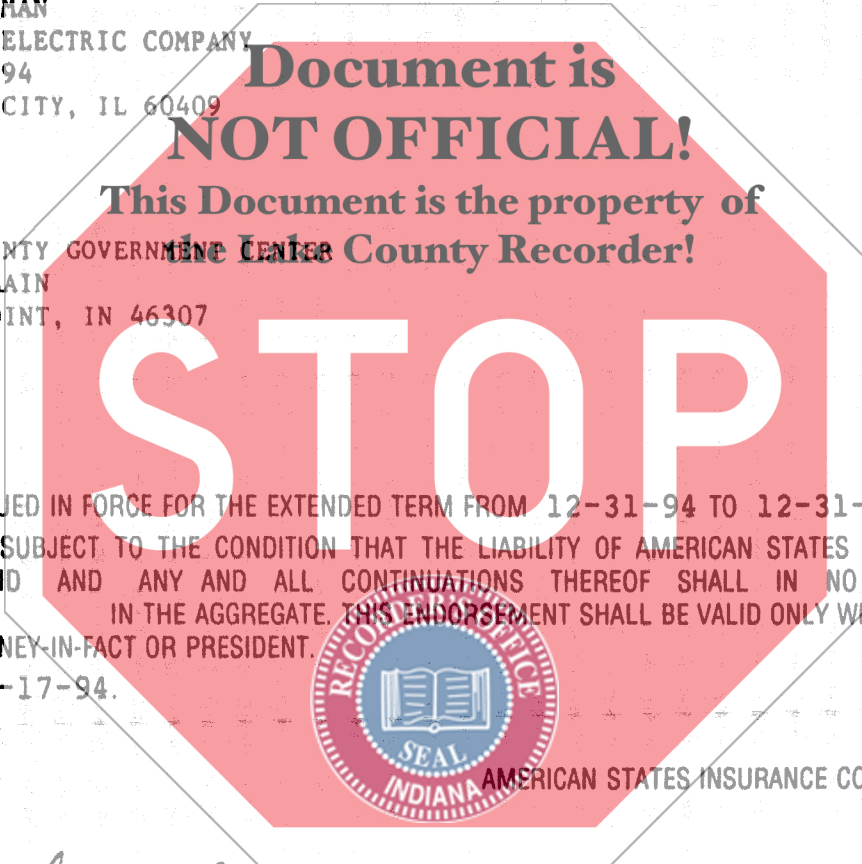 MAN
ELECTRIC COMPANY
94
CITY, IL 60409
Document is
NOT OFFICIAL!
This Document is the property of
the Lake County Recorder!
NTY GOVERNMENT CENTER
AIN
INT, IN 46307
STOP
UED IN FORCE FOR THE EXTENDED TERM FROM 12-31-94 TO 12-31-
SUBJECT TO THE CONDITION THAT THE LIABILITY OF AMERICAN STATES
D AND ANY AND ALL CONTINUATIONS THEREOF SHALL IN NO
IN THE AGGREGATE. THIS ENDORSEMENT SHALL BE VALID ONLY W
NEY-IN-FACT OR PRESIDENT.
-17-94.
RECORDER'S OFFICE
SEAL
INDIANA
AMERICAN STATES INSURANCE CO